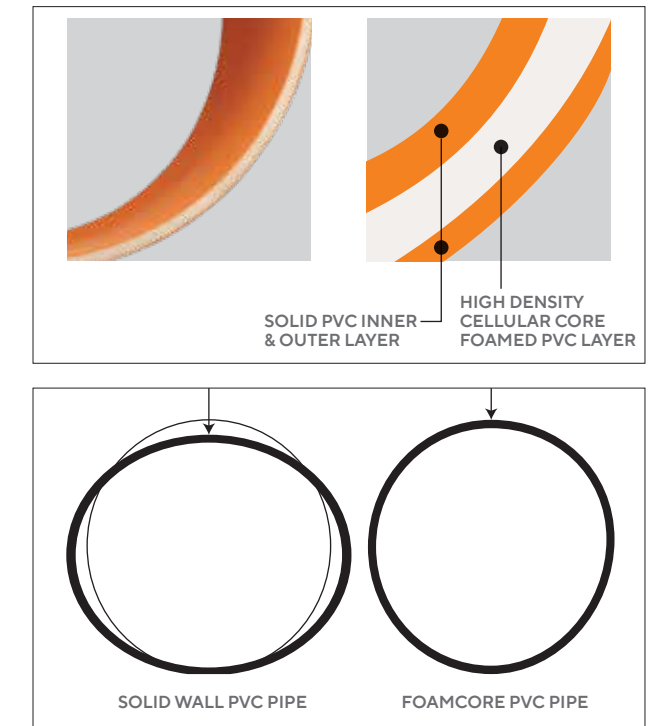 SOLID PVC INNER
& OUTER LAYER
HIGH DENSITY
CELLULAR CORE
FOAMED PVC LAYER
SOLID WALL PVC PIPE
FOAMCORE PVC PIPE